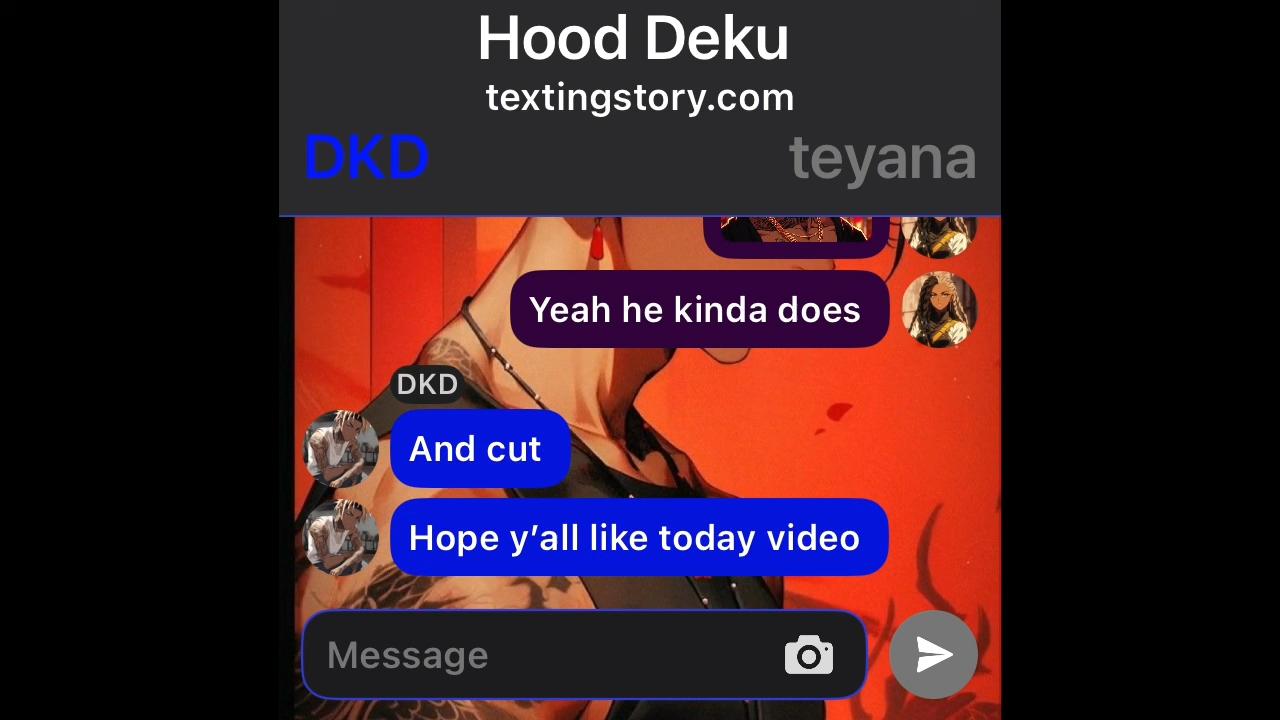 Hood Deku
textingstory.com
DKD
teyana
Yeah he kinda does
DKD
And cut
Hope y’all like today video
Message